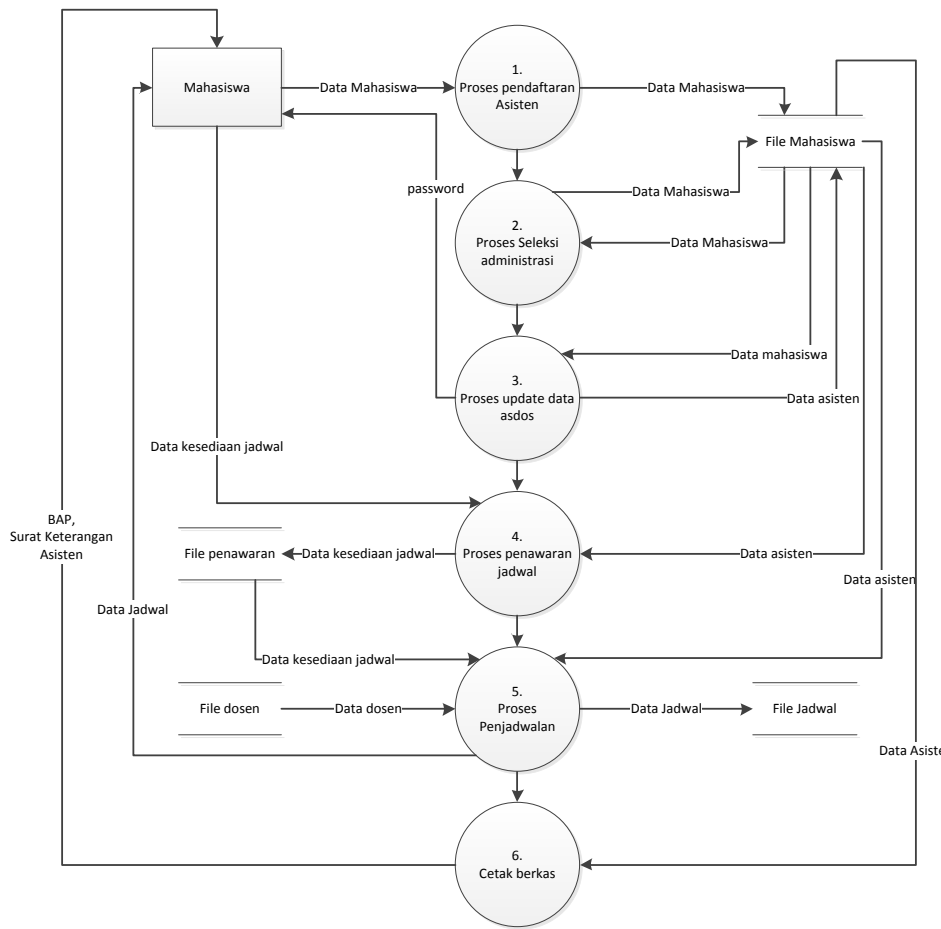 Mahasiswa
Data Mahasiswa
1.
Proses pendaftaran
Asisten
Data Mahasiswa
File Mahasiswa
password
Data Mahasiswa
2.
Proses Seleksi
administrasi
Data Mahasiswa
Data mahasiswa
3.
Proses update data
asdos
Data asisten
Data kesediaan jadwal
BAP,
Surat Keterangan
Asisten
File penawaran
Data kesediaan jadwal
4.
Proses penawaran
jadwal
Data asisten
Data asisten
Data Jadwal
Data kesediaan jadwal
File dosen
Data dosen
5.
Proses
Penjadwalan
Data Jadwal
File Jadwal
Data Asiste
6.
Cetak berkas